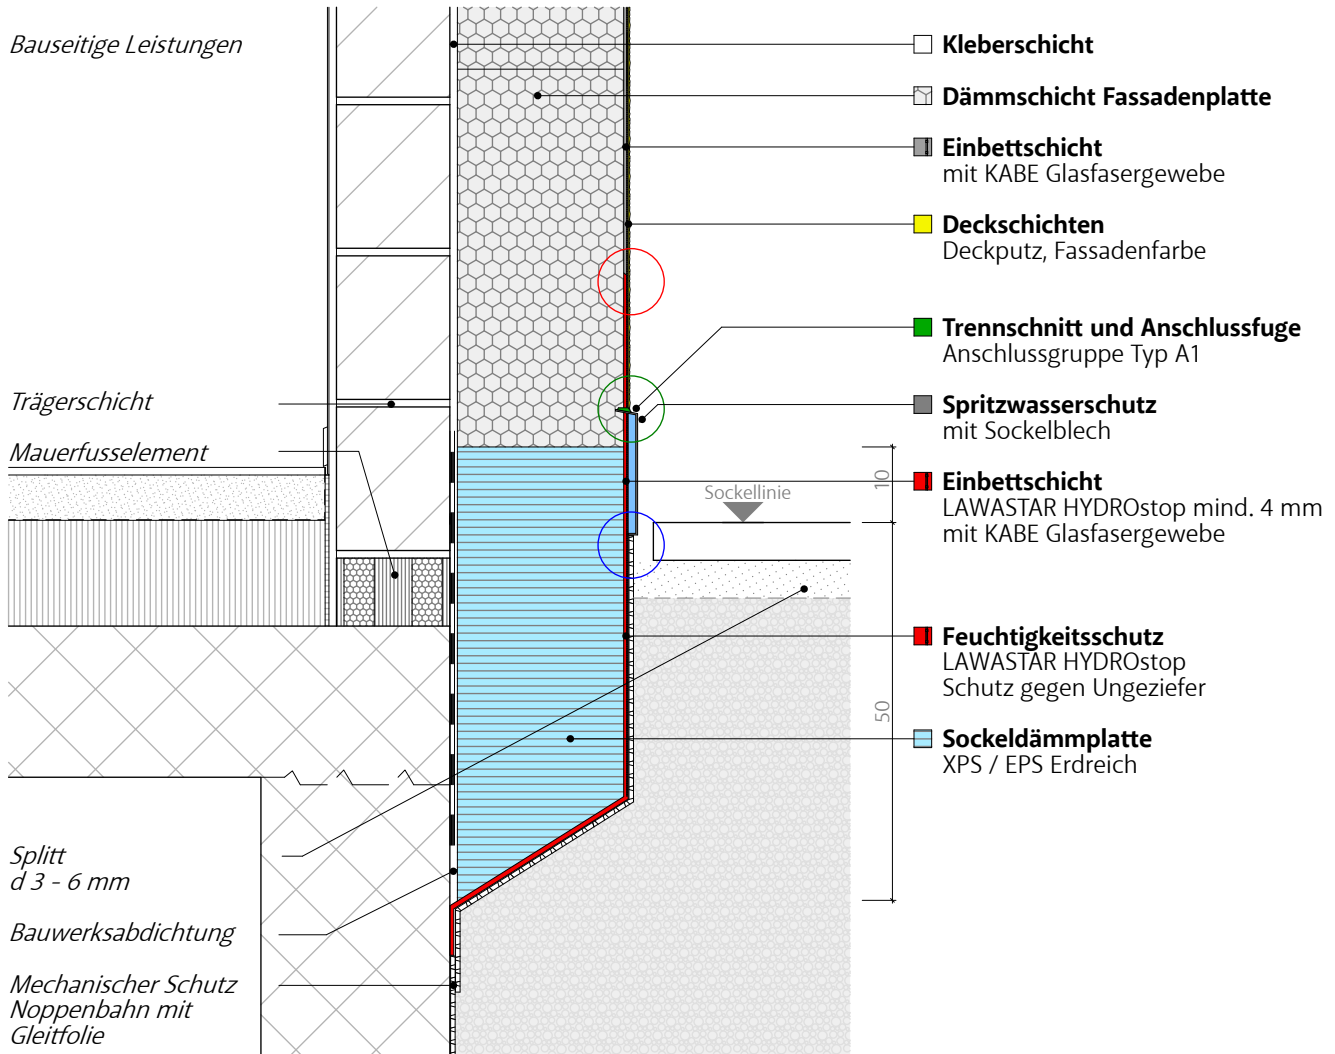 Bauseitige Leistungen
Trägerschicht
Mauerfusselement
Splitt
d 3 - 6 mm
Bauwerksabdichtung
Mechanischer Schutz
Noppenbahn mit
Gleitfolie
Sockellinie
10
50
Kleberschicht
Dämmschicht Fassadenplatte
Einbettschicht
mit KABE Glasfasergewebe
Deckschichten
Deckputz, Fassadenfarbe
Trennschnitt und Anschlussfuge
Anschlussgruppe Typ A1
Spritzwasserschutz
mit Sockelblech
Einbettschicht
LAWASTAR HYDROstop mind. 4 mm
mit KABE Glasfasergewebe
Feuchtigkeitsschutz
LAWASTAR HYDROstop
Schutz gegen Ungeziefer
Sockeldämmplatte
XPS / EPS Erdreich